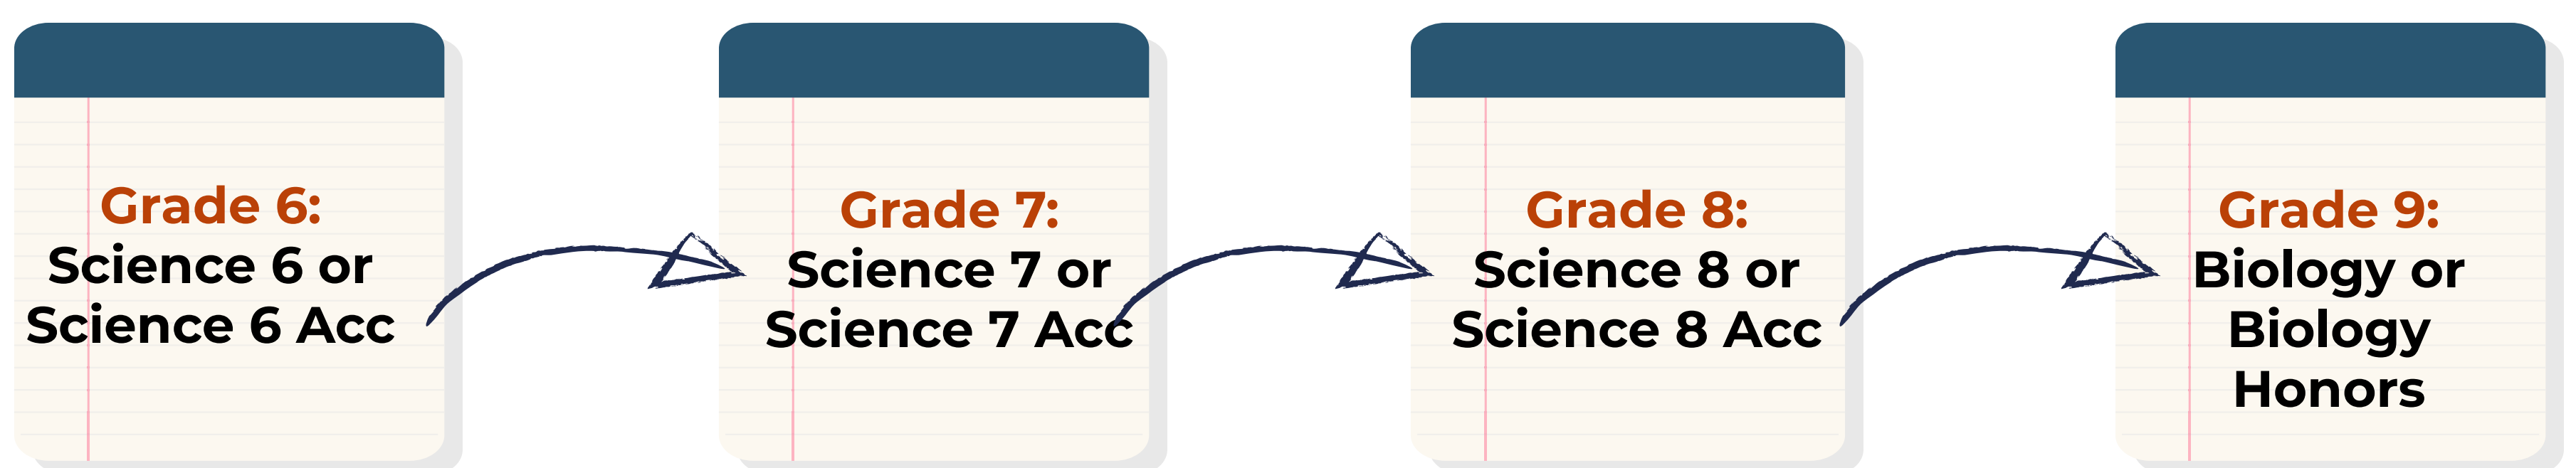 Grade 6:
Science 6 or
Science 6 Acc
Grade 7:
Science 7 or
Science 7 Acc
Grade 8:
Science 8 or
Science 8 Acc
Grade 9:
Biology or
Biology
Honors